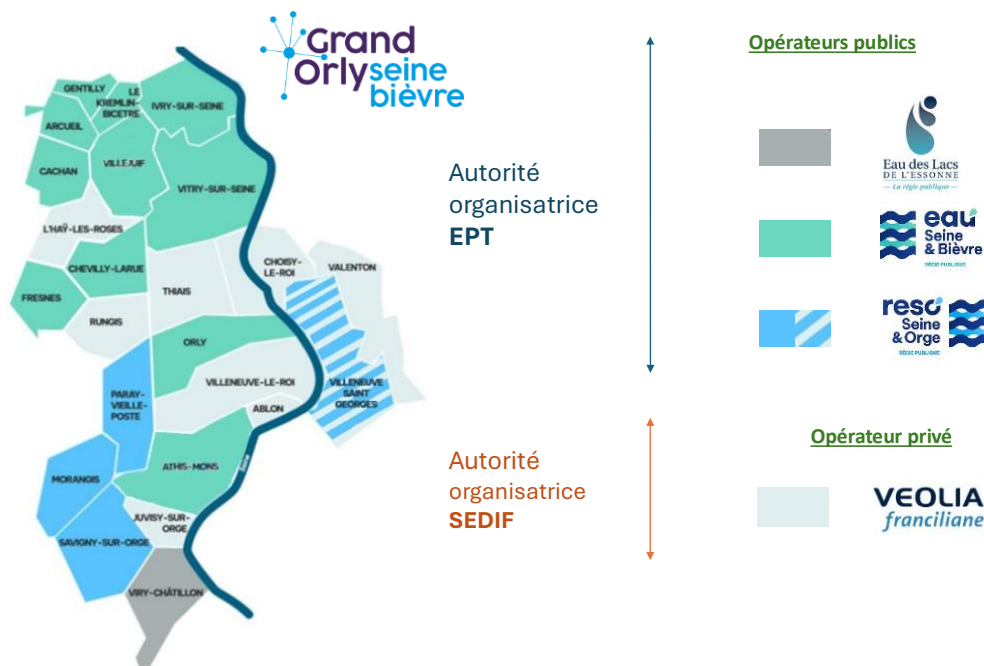 Grand
Orly seine
bièvre
GENTILLY
LE
KREMLIN-
BICETRE
IVRY-SUR-SEINE
ARCUEIL
CACHAN
VILLEJUIF
VITRY-SUR-SEINE
L'HAŸ-LES-ROSES
CHEVILLY-LARUE
FRESNES
THIAIS
CHOISY-
LE-ROI
VALENTON
RUNGIS
ORLY
PARAY-
VIEILLE-
POSTE
VILLENEUVE-LE-ROI
VILLENEUVE
SAINT
GEORGES
ABLON
ATHIS-MONS
Seine
MORANGIS
JUVISY-SUR-
ORGE
SAVIGNY-SUR-ORGE
VIRY-CHÂTILLON
Autorité
organisatrice
EPT
Autorité
organisatrice
SEDIF
Opérateurs publics
Eau des Lacs
DE L'ESSONNE
La régie publique
eau
Seine
& Bièvre
RÉGIE PUBLIQUE
resO
Seine
& Orge
RÉGIE PUBLIQUE
Opérateur privé
VEOLIA
franciliane